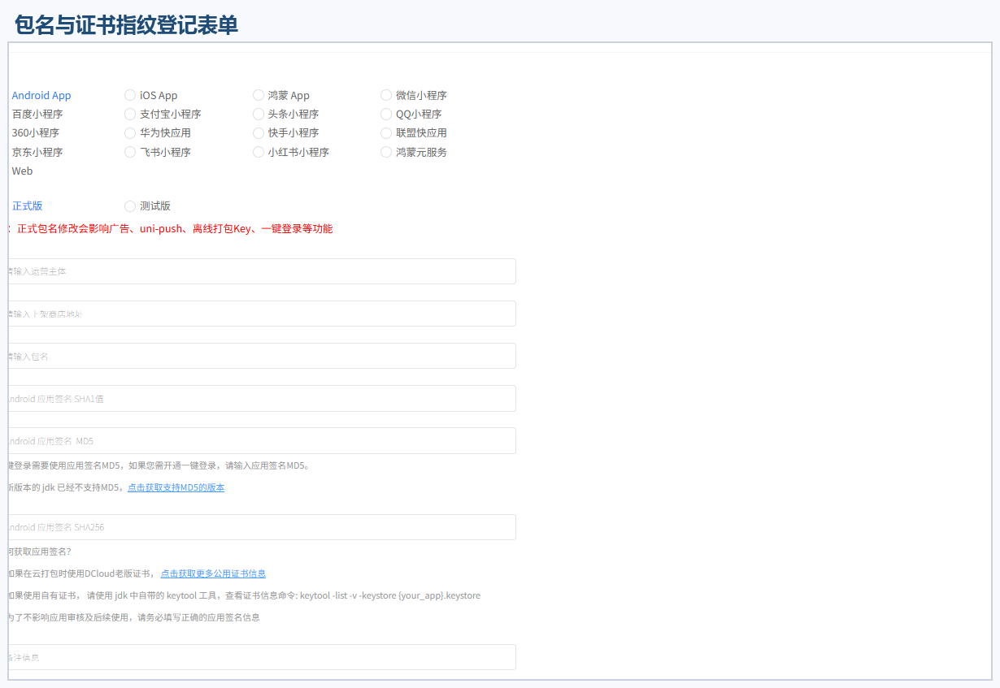 包名与证书指纹登记表单
Android App iOS App 鸿蒙 App 微信小程序
百度小程序 支付宝小程序 头条小程序 QQ小程序
360小程序 华为快应用 快手小程序 联盟快应用
京东小程序 飞书小程序 小红书小程序 鸿蒙元服务
Web
正式版 测试版
：正式包名修改会影响广告、uni-push、离线打包Key、一键登录等功能
请输入运营主体
请输入上架商店地址
请输入包名
Android 应用签名 SHA1值
Android 应用签名 MD5
键登录需要使用应用签名MD5，如果您需开通一键登录，请输入应用签名MD5。
新版本的 jdk 已经不支持MD5，点击获取支持MD5的版本
Android 应用签名 SHA256
何获取应用签名？
如果在云打包时使用DCloud老版证书， 点击获取更多公用证书信息
如果使用自有证书， 请使用 jdk 中自带的 keytool 工具，查看证书信息命令: keytool -list -v -keystore {your_app}.keystore
为了不影响应用审核及后续使用，请务必填写正确的应用签名信息
备注信息